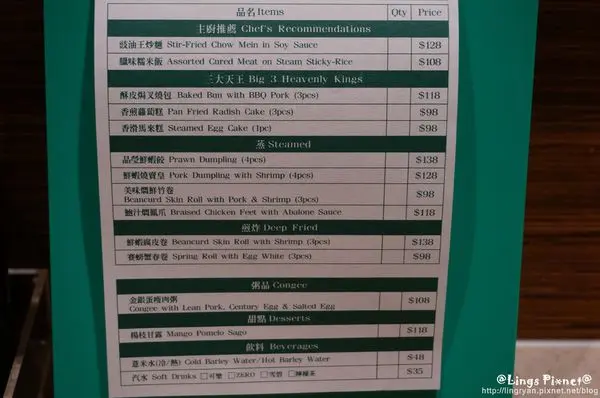 品名Items Qty Price
主廚推薦 Chef's Recommendations
豉油王炒麵 Stir-Fried Chow Mein in Soy Sauce $128
臘味糯米飯 Assorted Cured Meat on Steam Sticky-Rice $108
三大天王 Big 3 Heavenly Kings
酥皮焗叉燒包 Baked Bun with BBQ Pork (3pcs) $118
香煎蘿蔔糕 Pan Fried Radish Cake (3pcs) $98
香滑馬來糕 Steamed Egg Cake (1pc) $98
蒸 Steamed
晶瑩鮮蝦餃 Prawn Dumpling (4pcs) $138
鮮蝦燒賣皇 Pork Dumpling with Shrimp (4pcs) $128
美味燜鮮竹卷
Beancurd Skin Roll with Pork & Shrimp (3pcs) $98
鮑汁燜鳳爪 Braised Chicken Feet with Abalone Sauce $118
煎炸 Deep Fried
鮮蝦腐皮卷 Beancurd Skin Roll with Shrimp (3pcs) $138
賽螃蟹春卷 Spring Roll with Egg White (3pcs) $98
粥品 Congee
金銀蛋瘦肉粥
Congee with Lean Pork, Century Egg & Salted Egg $108
甜點 Desserts
楊枝甘露 Mango Pomelo Sago $118
飲料 Beverages
薏米水(冷/熱) Cold Barley Water/Hot Barley Water $48
汽水 Soft Drinks □可樂 □ZERO □雪碧 □檸檬茶 $35
@Lings Pixnet@
http://lingryan.pixnet.net/blog